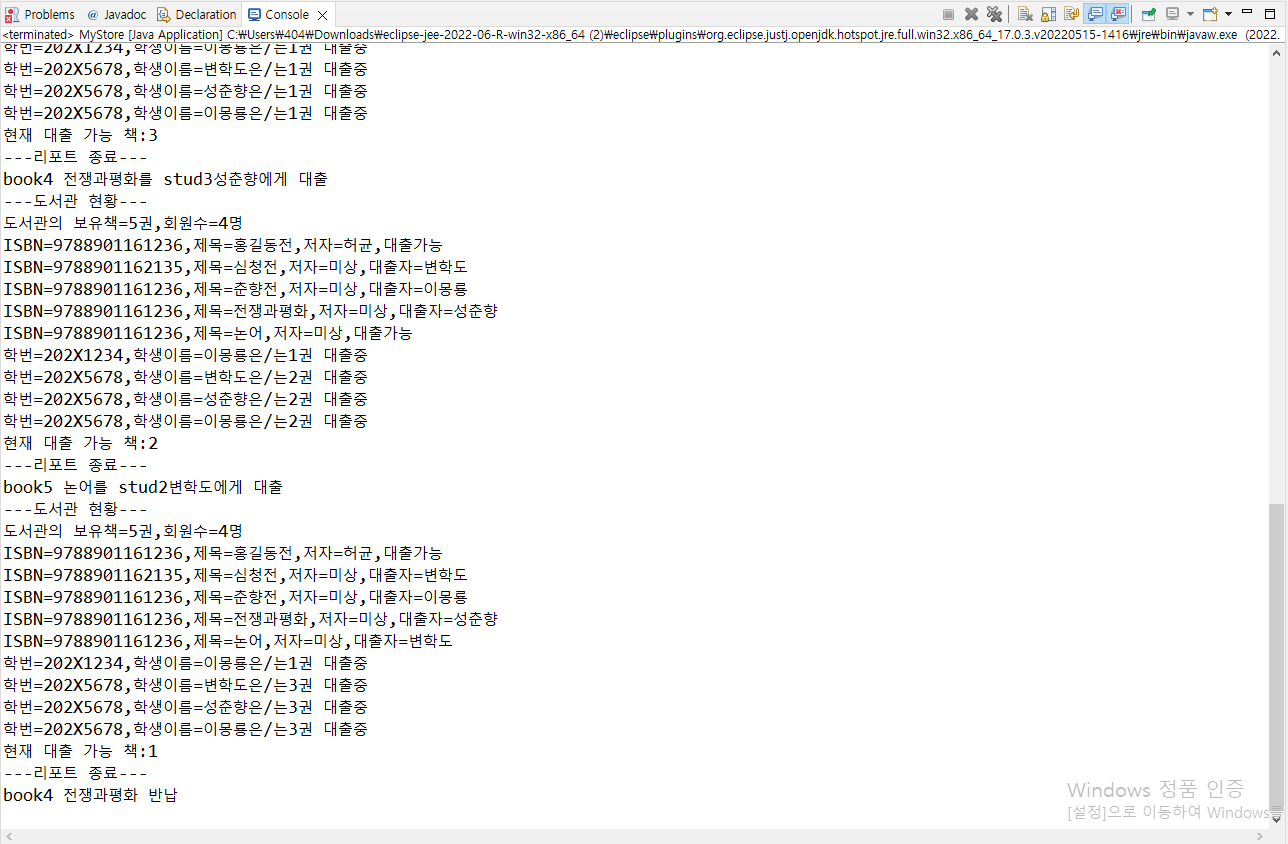 Problems @ Javadoc Declaration Console
<terminated> MyStore [Java Application] C:₩Users₩404₩Downloads₩eclipse-jee-2022-06-R-win32-x86_64 (2)₩eclipse₩plugins₩org.eclipse.justj.openjdk.hotspot.jre.full.win32.x86_64_17.0.3.v20220515-1416₩jre₩bin₩javaw.exe (2022.
학번=202X1234,학생이름=이몽룡은/는1권 대출중
학번=202X5678,학생이름=변학도은/는1권 대출중
학번=202X5678,학생이름=성춘향은/는1권 대출중
학번=202X5678,학생이름=이몽룡은/는1권 대출중
현재 대출 가능 책:3
---리포트 종료---
book4 전쟁과평화를 stud3성춘향에게 대출
---도서관 현황---
도서관의 보유책=5권,회원수=4명
ISBN=9788901161236,제목=홍길동전,저자=허균,대출가능
ISBN=9788901162135,제목=심청전,저자=미상,대출자=변학도
ISBN=9788901161236,제목=춘향전,저자=미상,대출자=이몽룡
ISBN=9788901161236,제목=전쟁과평화,저자=미상,대출자=성춘향
ISBN=9788901161236,제목=논어,저자=미상,대출가능
학번=202X1234,학생이름=이몽룡은/는1권 대출중
학번=202X5678,학생이름=변학도은/는2권 대출중
학번=202X5678,학생이름=성춘향은/는2권 대출중
학번=202X5678,학생이름=이몽룡은/는2권 대출중
현재 대출 가능 책:2
---리포트 종료---
book5 논어를 stud2변학도에게 대출
---도서관 현황---
도서관의 보유책=5권,회원수=4명
ISBN=9788901161236,제목=홍길동전,저자=허균,대출가능
ISBN=9788901162135,제목=심청전,저자=미상,대출자=변학도
ISBN=9788901161236,제목=춘향전,저자=미상,대출자=이몽룡
ISBN=9788901161236,제목=전쟁과평화,저자=미상,대출자=성춘향
ISBN=9788901161236,제목=논어,저자=미상,대출자=변학도
학번=202X1234,학생이름=이몽룡은/는1권 대출중
학번=202X5678,학생이름=변학도은/는3권 대출중
학번=202X5678,학생이름=성춘향은/는3권 대출중
학번=202X5678,학생이름=이몽룡은/는3권 대출중
현재 대출 가능 책:1
---리포트 종료---
book4 전쟁과평화 반납
Windows 정품 인증
[설정]으로 이동하여 Windows를